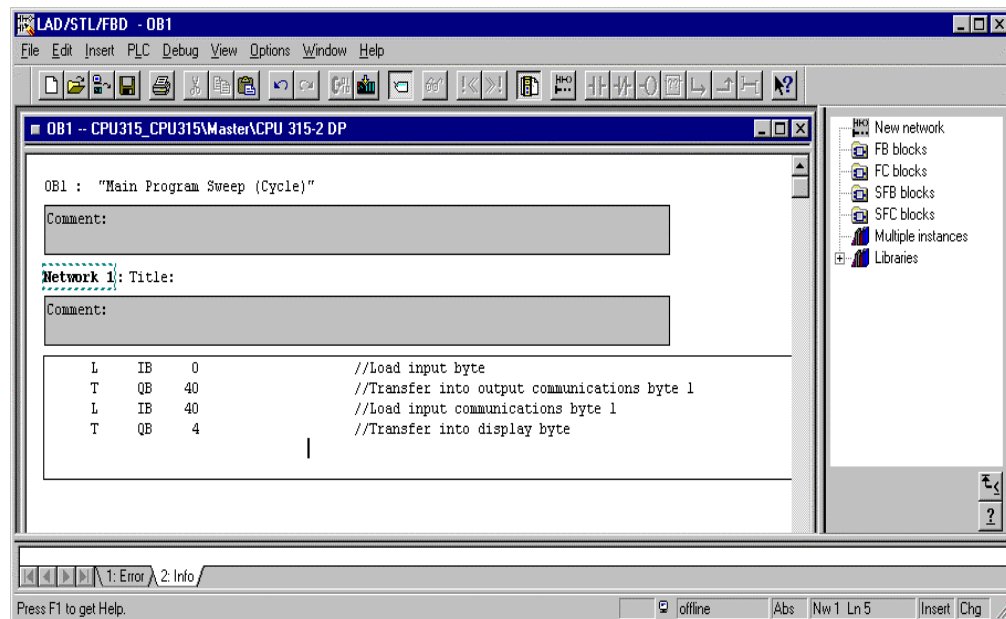 LAD/STL/FBD - OB1
File Edit Insert PLC Debug View Options Window Help
OB1 -- CPU315_CPU315\Master\CPU 315-2 DP
OB1 : "Main Program Sweep (Cycle)"
Comment:
Network 1: Title:
Comment:
L IB 0 //Load input byte
T QB 40 //Transfer into output communications byte 1
L IB 40 //Load input communications byte 1
T QB 4 //Transfer into display byte
New network
FB blocks
FC blocks
SFB blocks
SFC blocks
Multiple instances
Libraries
1: Error 2: Info
Press F1 to get Help. offline Abs Nw 1 Ln 5 Insert Chg